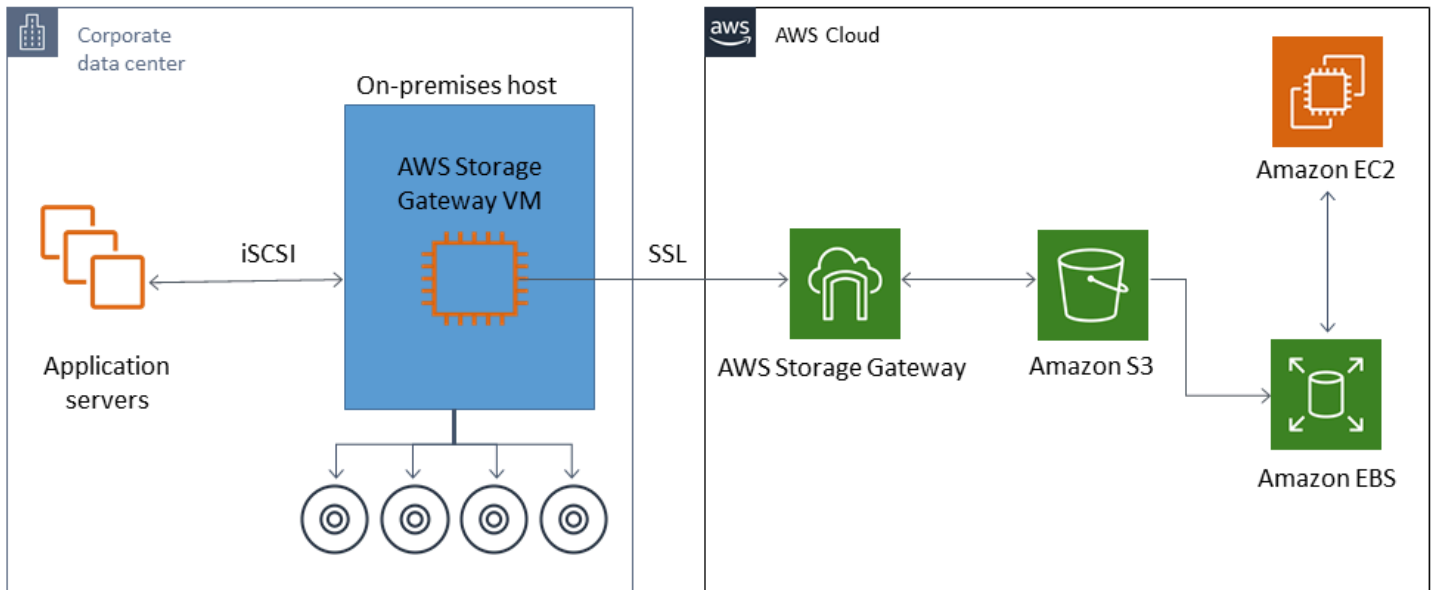 Corporate
data center
On-premises host
AWS Storage
Gateway VM
iSCSI
Application
servers
SSL
aws
AWS Cloud
Amazon EC2
AWS Storage Gateway
Amazon S3
Amazon EBS